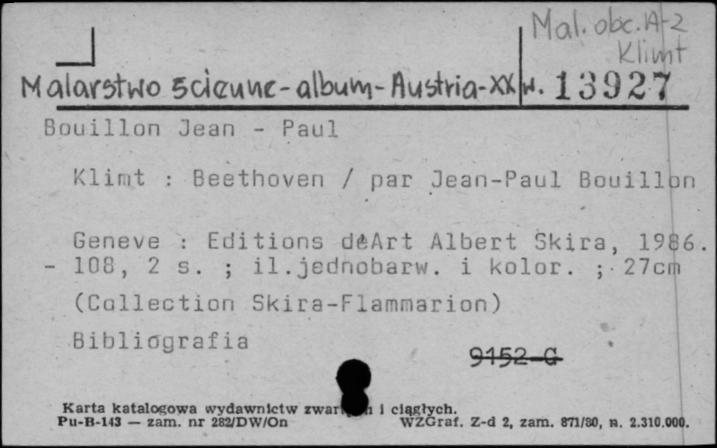 Mal. obc. A-2
Klimt
Malarstwo ścienne-album-Austria-XX w. 13927
Bouillon Jean - Paul
Klimt : Beethoven / par Jean-Paul Bouillon
Geneve : Editions deArt Albert Skira, 1986.
- 108, 2 s. ; il.jednobarw. i kolor. ; 27cm
(Collection Skira-Flammarion)
Bibliografia
9152-G
Karta katalogowa wydawnictw zwartych i ciągłych.
Pu-B-143 — zam. nr 282/DW/On WZGraf. Z-d 2, zam. 871/80, n. 2.310.000.